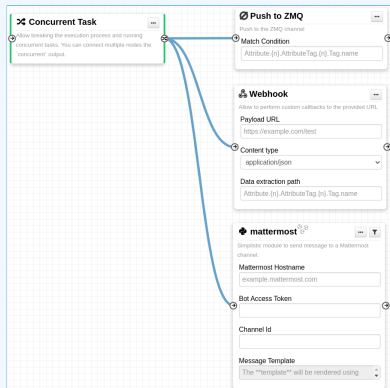 Concurrent Task
Allow breaking the execution process and running
concurrent tasks. You can connect multiple nodes the
`concurrent` output.
Push to ZMQ
Push to the ZMQ channel
Match Condition
Attribute.{n}.AttributeTag.{n}.Tag.name
Webhook
Allow to perform custom callbacks to the provided URL
Payload URL
https://example.com/test
Content type
application/json
Data extraction path
Attribute.{n}.AttributeTag.{n}.Tag.name
mattermost
Simplistic module to send message to a Mattermost
channel.
Mattermost Hostname
example.mattermost.com
Bot Access Token
Channel Id
Message Template
The **template** will be rendered using